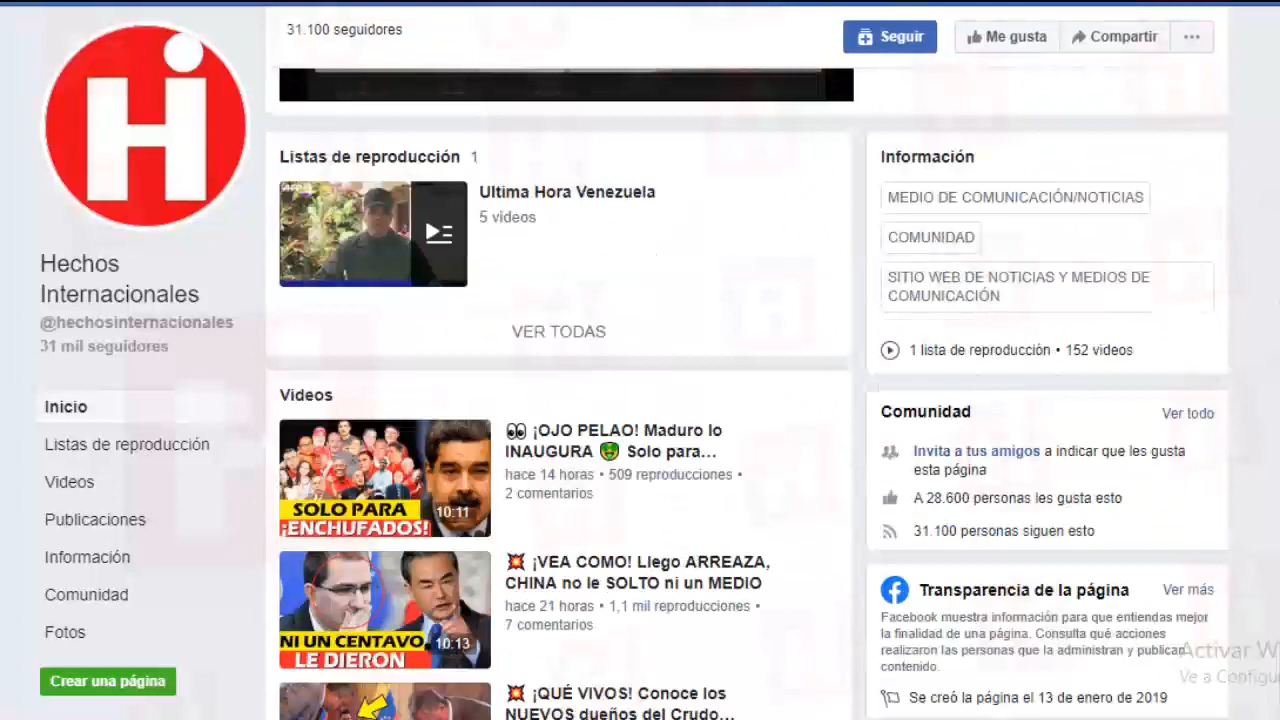 31.100 seguidores
Seguir
Me gusta
Compartir
Hi
Hechos
Internacionales
@hechosinternacionales
31 mil seguidores
Inicio
Listas de reproducción
Videos
Publicaciones
Información
Comunidad
Fotos
Crear una página
Listas de reproducción 1
AFP
Ultima Hora Venezuela
5 videos
VER TODAS
Videos
SOLO PARA
¡ENCHUFADOS!
10:11
👀 ¡OJO PELAO! Maduro lo
INAUGURA 🤑 Solo para...
hace 14 horas • 509 reproducciones •
2 comentarios
NI UN CENTAVO
LE DIERON
10:13
💥 ¡VEA COMO! Llego ARREAZA,
CHINA no le SOLTO ni un MEDIO
hace 21 horas • 1,1 mil reproducciones •
7 comentarios
💥 ¡QUÉ VIVOS! Conoce los
NUEVOS dueños del Crudo...
Información
MEDIO DE COMUNICACIÓN/NOTICIAS
COMUNIDAD
SITIO WEB DE NOTICIAS Y MEDIOS DE
COMUNICACIÓN
1 lista de reproducción • 152 videos
Comunidad
Ver todo
Invita a tus amigos a indicar que les gusta
esta página
A 28.600 personas les gusta esto
31.100 personas siguen esto
Transparencia de la página
Ver más
Facebook muestra información para que entiendas mejor
la finalidad de una página. Consulta qué acciones
realizaron las personas que la administran y publican
contenido.
Se creó la página el 13 de enero de 2019
Activar W
Ve a Configu